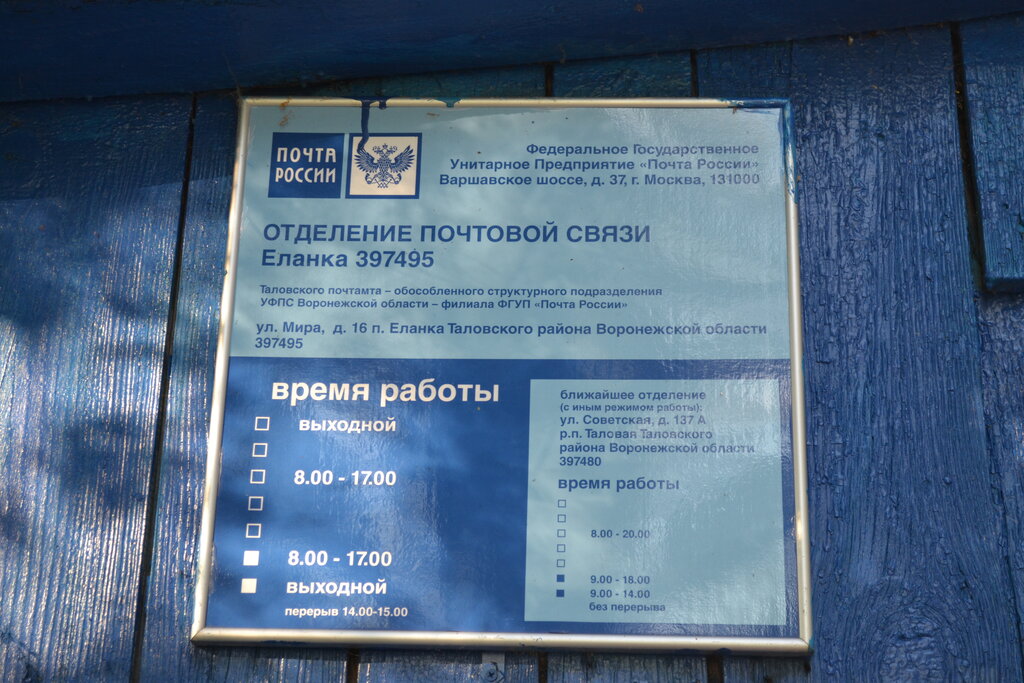 ПОЧТА
РОССИИ
Федеральное Государственное
Унитарное Предприятие «Почта России»
Варшавское шоссе, д. 37, г. Москва, 131000
ОТДЕЛЕНИЕ ПОЧТОВОЙ СВЯЗИ
Еланка 397495
Таловского почтамта – обособленного структурного подразделения
УФПС Воронежской области – филиала ФГУП «Почта России»
ул. Мира, д. 16 п. Еланка Таловского района Воронежской области
397495
время работы
выходной
8.00 - 17.00
8.00 - 17.00
выходной
перерыв 14.00-15.00
ближайшее отделение
(с иным режимом работы):
ул. Советская, д. 137 А
р.п. Таловая Таловского
района Воронежской области
397480
время работы
8.00 - 20.00
9.00 - 18.00
9.00 - 14.00
без перерыва